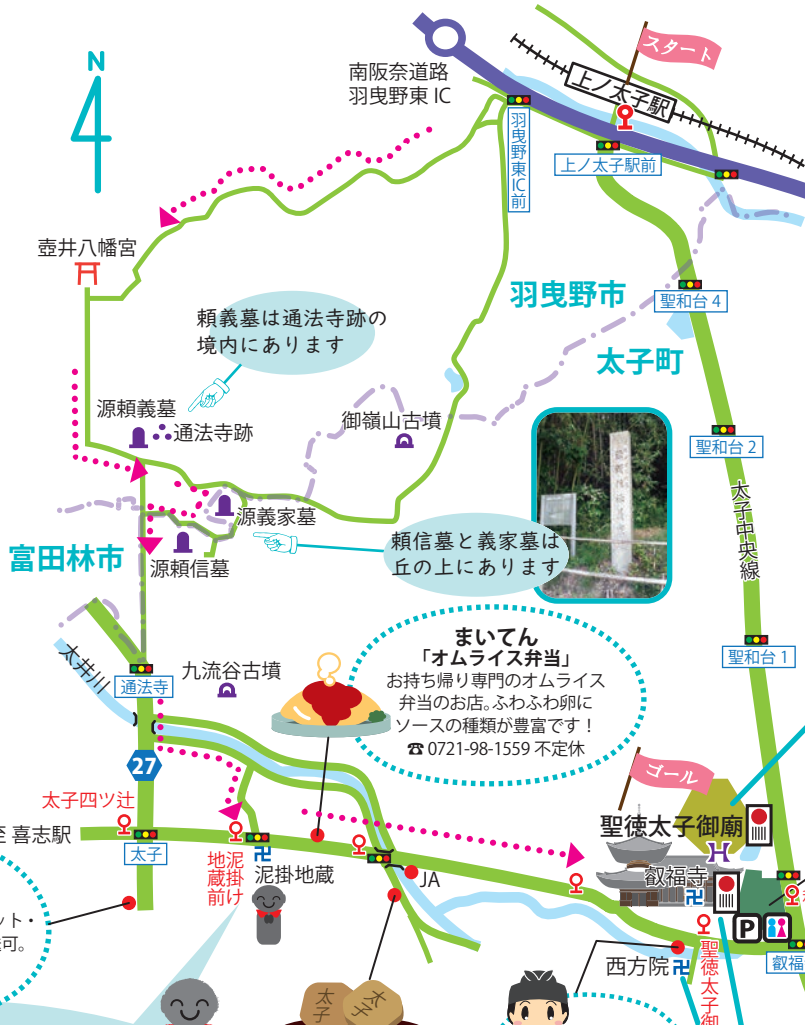 スタート
上ノ太子駅
南阪奈道路
羽曳野東 IC
N
羽曳野東IC前
上ノ太子駅前
壺井八幡宮
羽曳野市
聖和台 4
太子町
頼義墓は通法寺跡の
境内にあります
源頼義墓
通法寺跡
御嶺山古墳
聖和台 2
太子中央線
源義家墓
頼信墓と義家墓は
丘の上にあります
富田林市
源頼信墓
太井川
通法寺
九流谷古墳
まいてん
「オムライス弁当」
お持ち帰り専門のオムライス
弁当のお店。ふわふわ卵に
ソースの種類が豊富です！
☎ 0721-98-1559 不定休
聖和台 1
27
ゴール
太子四ツ辻
聖徳太子御廟
至 喜志駅
太子
泥掛け
地蔵前
泥掛地蔵
JA
叡福寺
ット・
可。
P
西方院
聖徳太子御
叡福
太子
太子